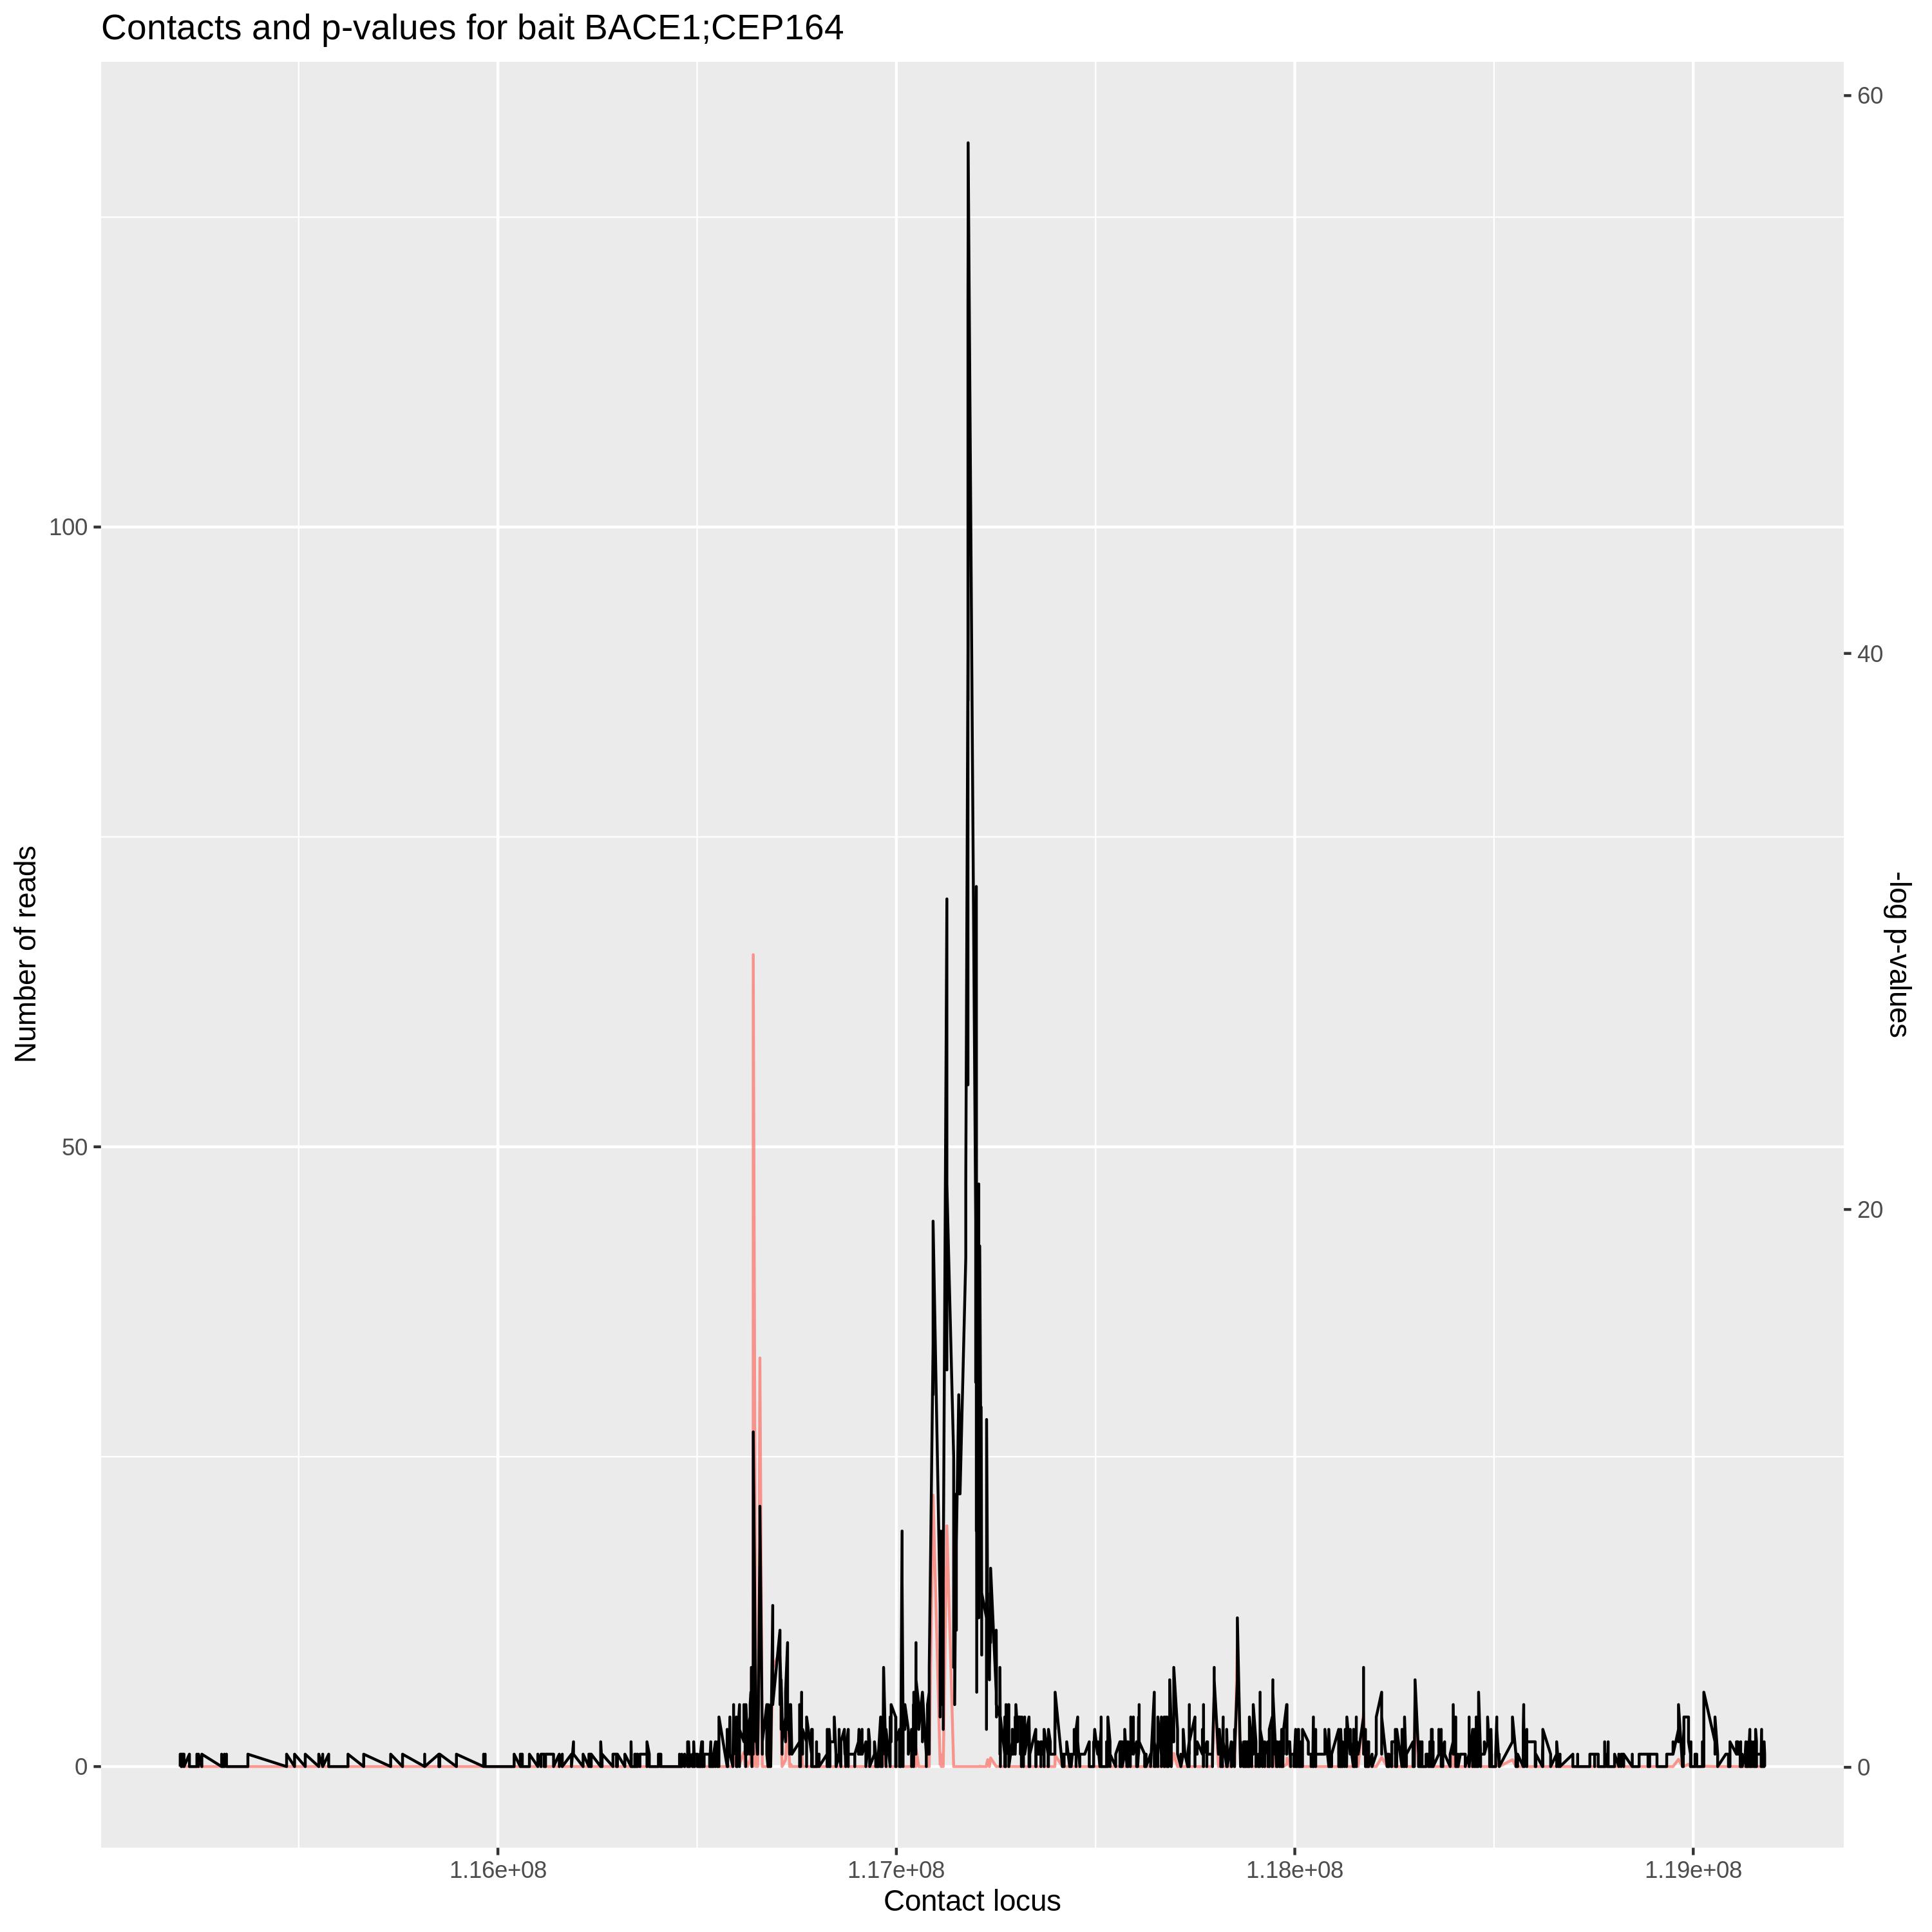 Contacts and p-values for bait BACE1;CEP164
Number of reads
100
50
0
60
40
20
0
-log p-values
1.16e+08
1.17e+08
1.18e+08
1.19e+08
Contact locus